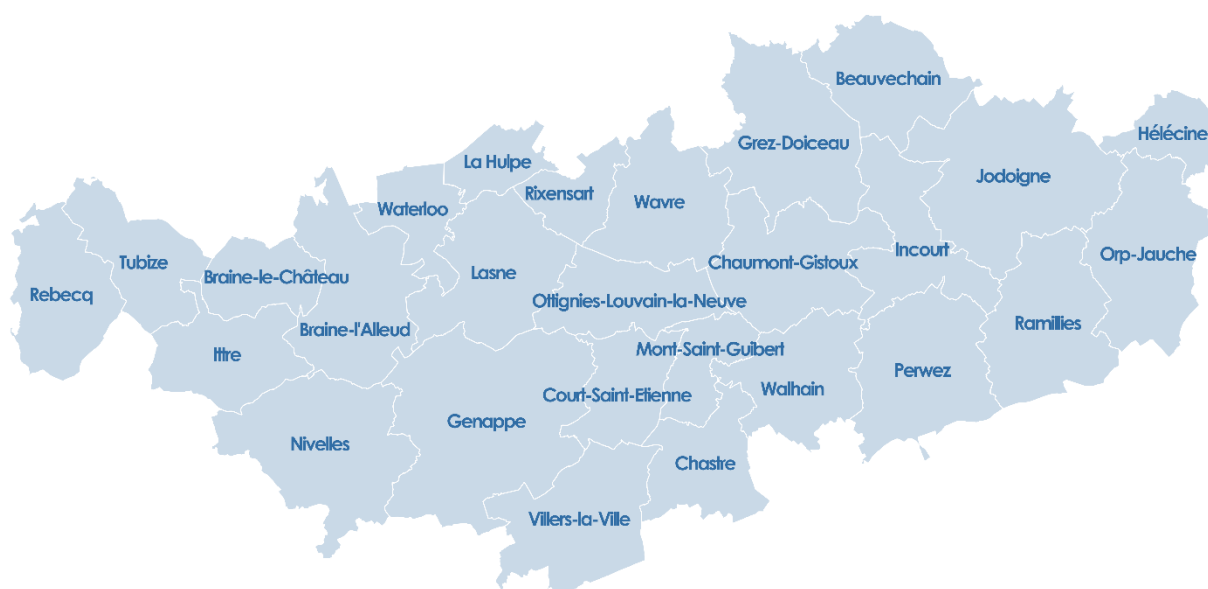 Beauvechain
Hélécine
Grez-Doiceau
La Hulpe
Jodoigne
Rixensart
Wavre
Waterloo
Incourt
Orp-Jauche
Tubize
Chaumont-Gistoux
Braine-le-Château
Lasne
Rebecq
Ottignies-Louvain-la-Neuve
Ramillies
Braine-l'Alleud
Mont-Saint-Guibert
Ittre
Perwez
Walhain
Court-Saint-Etienne
Genappe
Nivelles
Chastre
Villers-la-Ville